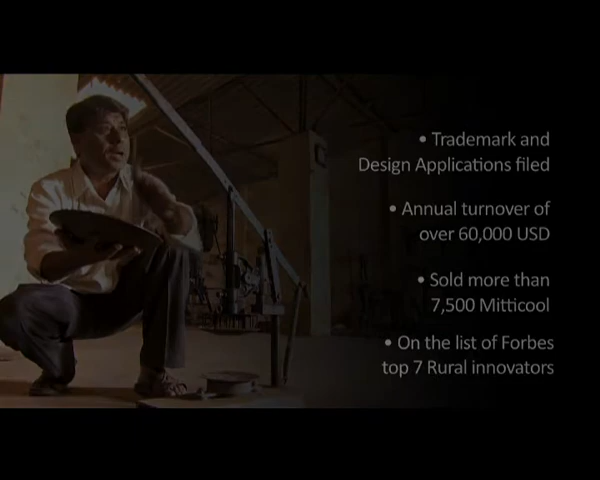 • Trademark and
Design Applications filed
• Annual turnover of
over 60,000 USD
• Sold more than
7,500 Mitticool
• On the list of Forbes
top 7 Rural innovators